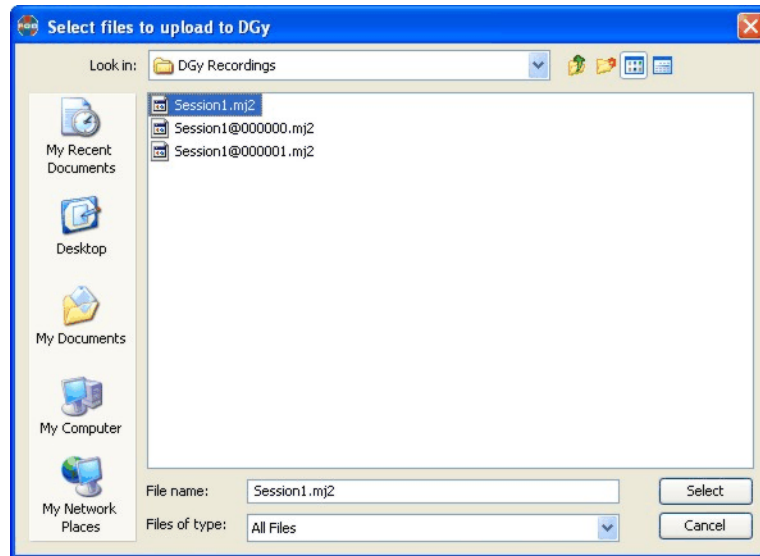 Select files to upload to DGy
Look in:
DGy Recordings
My Recent
Documents
Desktop
My Documents
My Computer
My Network
Places
Session1.mj2
Session1@000000.mj2
Session1@000001.mj2
File name:
Session1.mj2
Select
Files of type:
All Files
Cancel